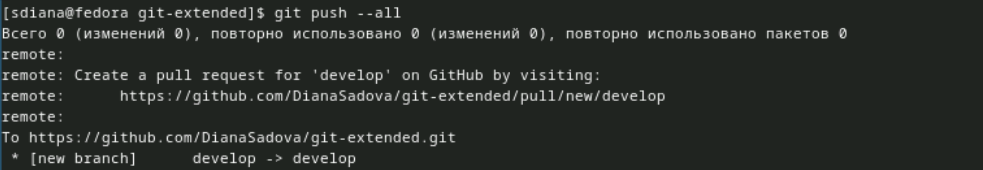 [sdiana@fedora git-extended]$ git push --all
Всего 0 (изменений 0), повторно использовано 0 (изменений 0), повторно использовано пакетов 0
remote:
remote: Create a pull request for 'develop' on GitHub by visiting:
remote:      https://github.com/DianaSadova/git-extended/pull/new/develop
remote:
To https://github.com/DianaSadova/git-extended.git
 * [new branch]      develop -> develop